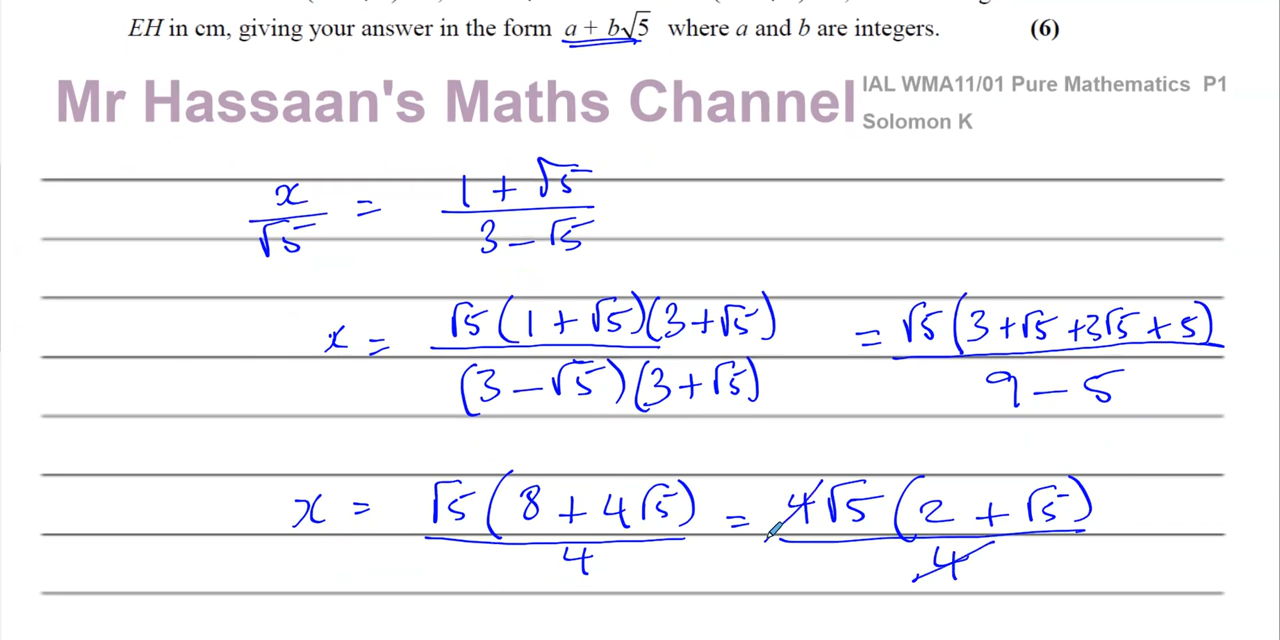 EH in cm, giving your answer in the form a + b√5 where a and b are integers. (6)
Mr Hassaan's Maths Channel
IAL WMA11/01 Pure Mathematics P1
Solomon K
x/√5 = (1 + √5)/(3 - √5)
x = √5(1 + √5)(3 + √5)/(3 - √5)(3 + √5) = √5(3 + √5 + 3√5 + 5)/9 - 5
x = √5(8 + 4√5)/4 = 4√5(2 + √5)/4